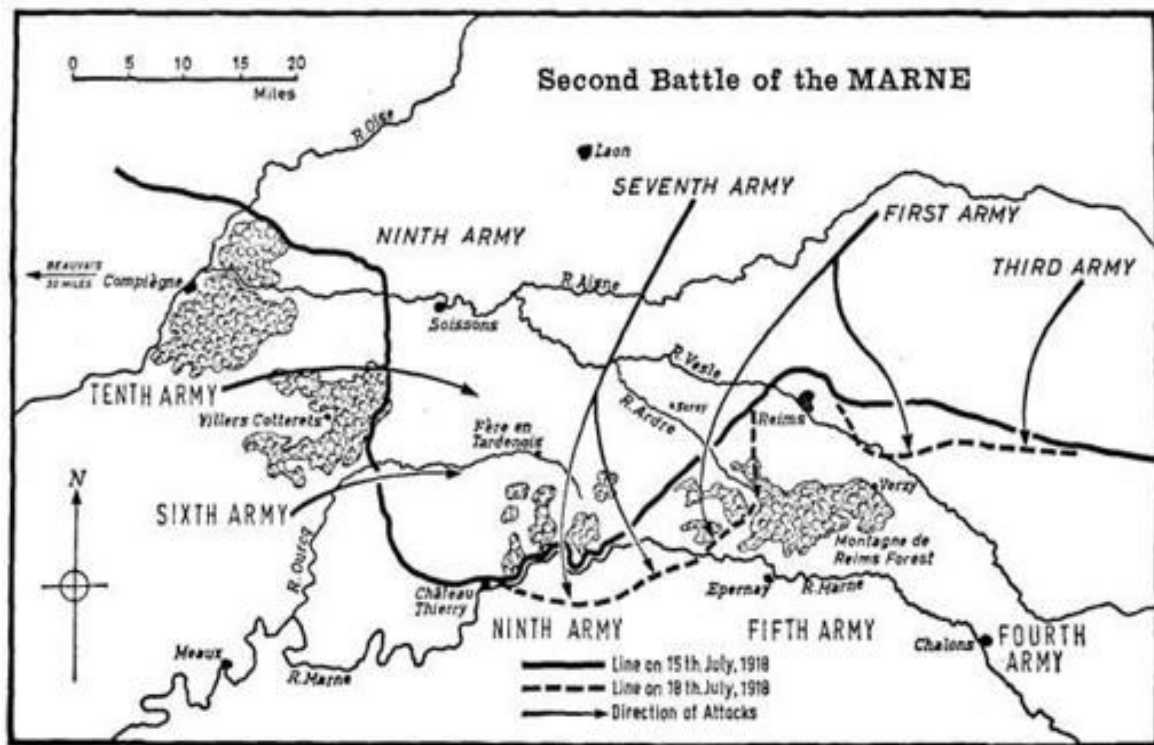 0 5 10 15 20
Miles
Second Battle of the MARNE
R. Oise
Laon
SEVENTH ARMY
FIRST ARMY
NINTH ARMY
THIRD ARMY
BEAUVAIS
30 MILES
Compiègne
R. Aisne
Soissons
R. Vesle
TENTH ARMY
Villers Cotterets
R. Ardre
Reims
Fère en
Tardenois
N
SIXTH ARMY
Verzy
Montagne de
Reims Forest
R. Ourcq
Château
Thierry
Epernay
R. Marne
NINTH ARMY
FIFTH ARMY
Chalons
FOURTH
ARMY
Meaux
R. Marne
Line on 15th July, 1918
Line on 18th July, 1918
Direction of Attacks